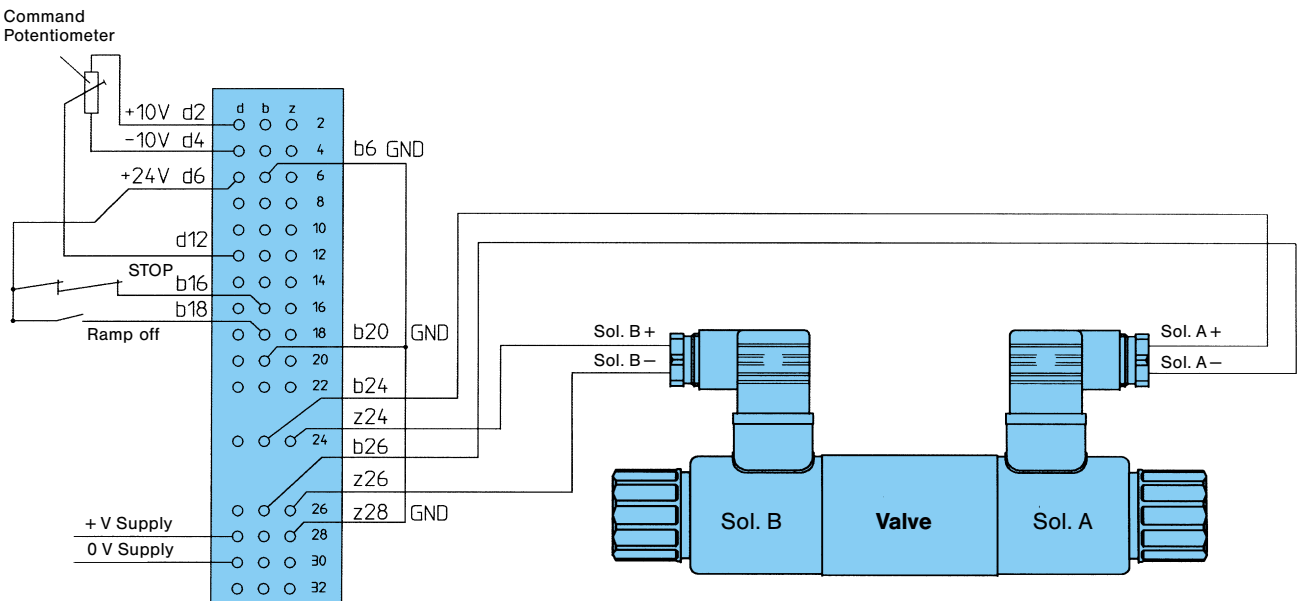 Command
Potentiometer
+10V d2
-10V d4
+24V d6
d12
STOP
b16
b18
Ramp off
+ V Supply
0 V Supply
d b z
2
4
6
8
10
12
14
16
18
20
22
24
26
28
30
32
b6 GND
b20 GND
b24
z24
b26
z26
z28 GND
Sol. B +
Sol. B –
Sol. A +
Sol. A –
Sol. B
Valve
Sol. A